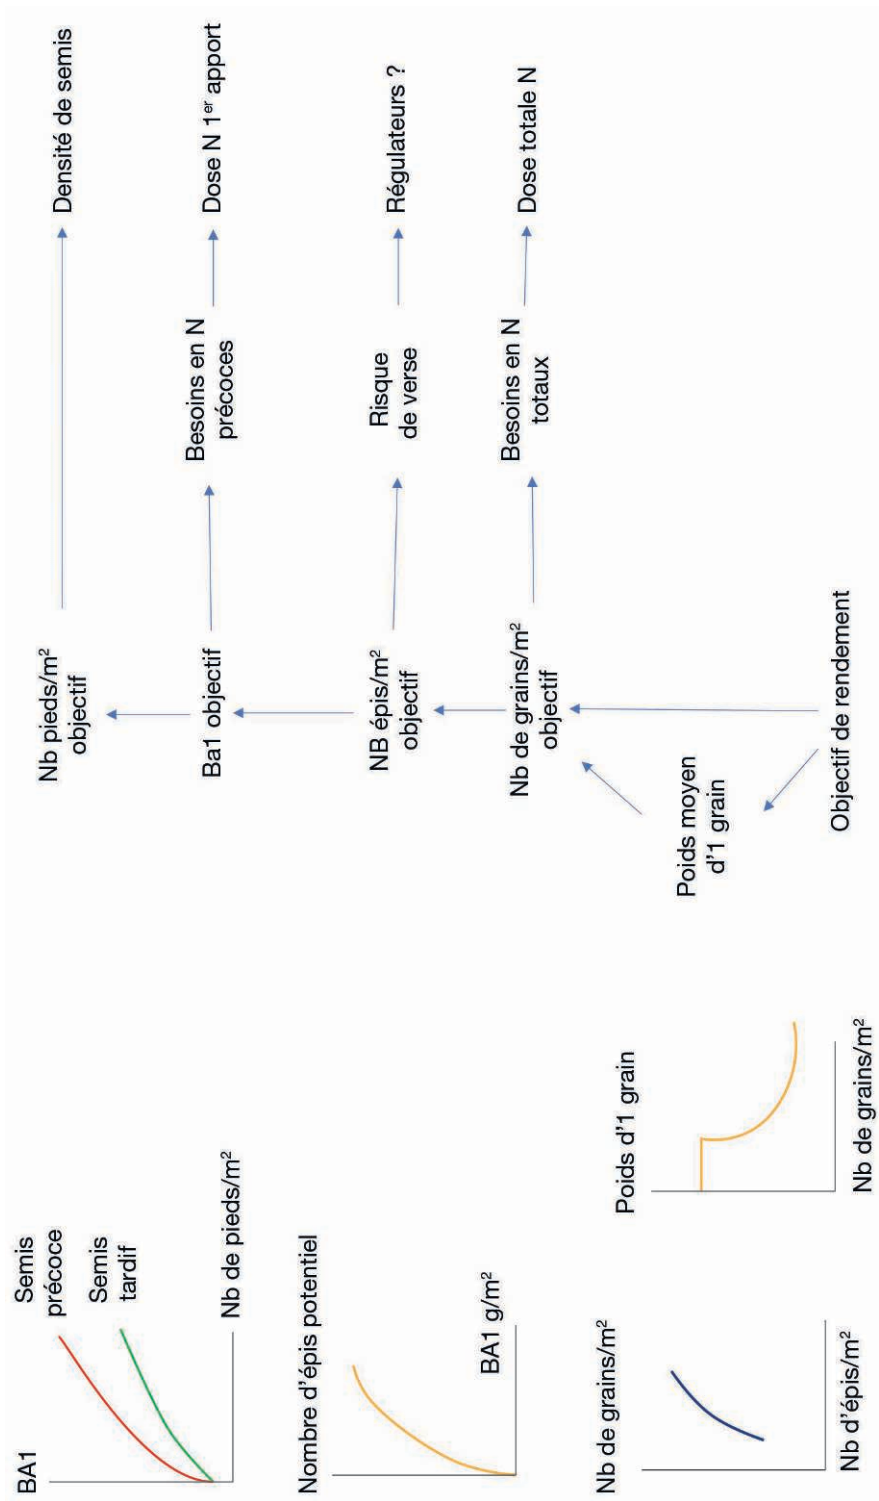 BA1
Semis
précoce
Semis
tardif
Nb de pieds/m²
Nombre d'épis potentiel
BA1 g/m²
Nb de grains/m²
Nb d'épis/m²
Poids d'1 grain
Nb de grains/m²
Nb pieds/m²
objectif
Densité de semis
Ba1 objectif
Besoins en N
précoces
Dose N 1er apport
NB épis/m²
objectif
Risque
de verse
Régulateurs ?
Nb de grains/m²
objectif
Besoins en N
totaux
Dose totale N
Poids moyen
d'1 grain
Objectif de rendement